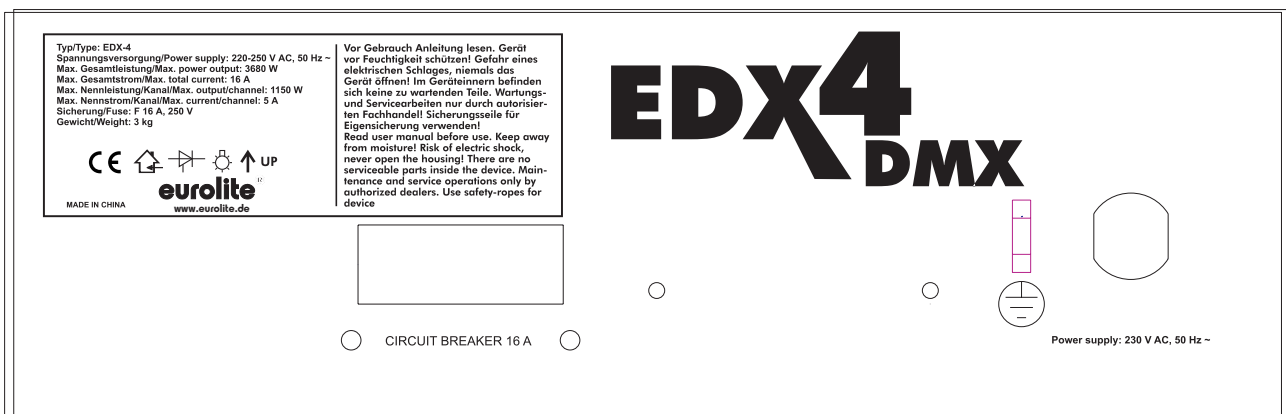 Typ/Type: EDX-4
Spannungsversorgung/Power supply: 220-250 V AC, 50 Hz ~
Max. Gesamtleistung/Max. power output: 3680 W
Max. Gesamtstrom/Max. total current: 16 A
Max. Nennleistung/Kanal/Max. output/channel: 1150 W
Max. Nennstrom/Kanal/Max. current/channel: 5 A
Sicherung/Fuse: F 16 A, 250 V
Gewicht/Weight: 3 kg
CE
UP
eurolite
www.eurolite.de
MADE IN CHINA
Vor Gebrauch Anleitung lesen. Gerät
vor Feuchtigkeit schützen! Gefahr eines
elektrischen Schlages, niemals das
Gerät öffnen! Im Geräteinnern befinden
sich keine zu wartenden Teile. Wartungs-
und Servicearbeiten nur durch autorisier-
ten Fachhandel! Sicherungsseile für
Eigensicherung verwenden!
Read user manual before use. Keep away
from moisture! Risk of electric shock,
never open the housing! There are no
serviceable parts inside the device. Main-
tenance and service operations only by
authorized dealers. Use safety-ropes for
device
EDX4
DMX
CIRCUIT BREAKER 16 A
Power supply: 230 V AC, 50 Hz ~